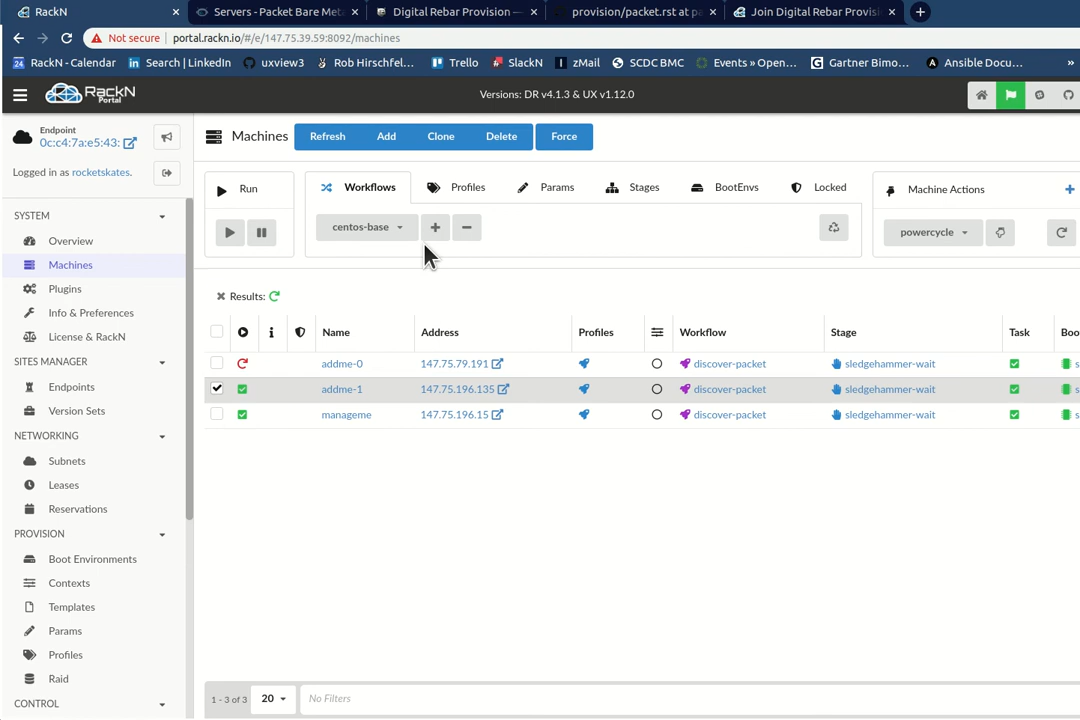 RackN
Servers - Packet Bare Met
Digital Rebar Provision —
provision/packet.rst at pa
Join Digital Rebar Provisi
Not secure
portal.rackn.io/#/e/147.75.39.59:8092/machines
24 RackN - Calendar
Search | LinkedIn
uxview3
Rob Hirschfel...
Trello
SlackN
zMail
SCDC BMC
Events » Open...
Gartner Bimo...
Ansible Docu...
»
RackN
Portal
Versions: DR v4.1.3 & UX v1.12.0
Endpoint
0c:c4:7a:e5:43:
Logged in as rocketskates.
SYSTEM
Overview
Machines
Plugins
Info & Preferences
License & RackN
SITES MANAGER
Endpoints
Version Sets
NETWORKING
Subnets
Leases
Reservations
PROVISION
Boot Environments
Contexts
Templates
Params
Profiles
Raid
CONTROL
Machines
Refresh
Add
Clone
Delete
Force
Run
Workflows
Profiles
Params
Stages
BootEnvs
Locked
centos-base
Machine Actions
powercycle
Results:
Name Address Profiles Workflow Stage Task Boo
addme-0 147.75.79.191 discover-packet sledgehammer-wait s
addme-1 147.75.196.135 discover-packet sledgehammer-wait s
manageme 147.75.196.15 discover-packet sledgehammer-wait s
1 - 3 of 3
20
No Filters